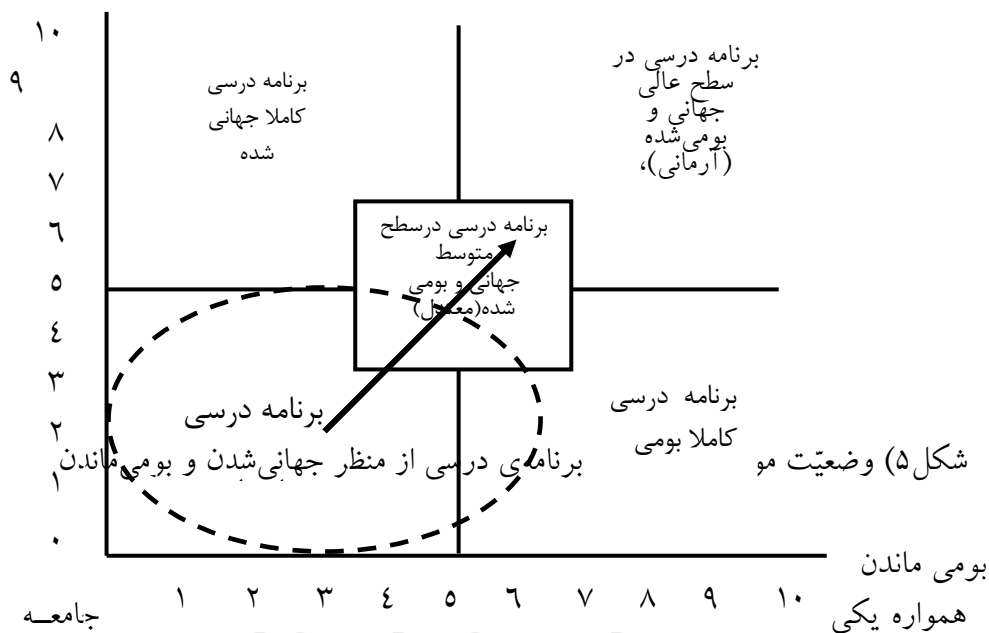 ۱۰
۹
۸
۷
۶
۵
۴
۳
۲
۱
۰
برنامه درسی
کاملا جهانی
شده
برنامه درسی در
سطح عالی
جهانی و
بومی‌شده
(آرمانی)،
برنامه درسی درسطح
متوسط
جهانی و بومی
شده(معتدل)
برنامه درسی
برنامه درسی
کاملا بومی
شکل۵) وضعیّت مو برنامه‌ی درسی از منظر جهانی‌شدن و بومی‌ماندن
بومی ماندن
۱ ۲ ۳ ۴ ۵ ۶ ۷ ۸ ۹ ۱۰
همواره یکی جامعــه